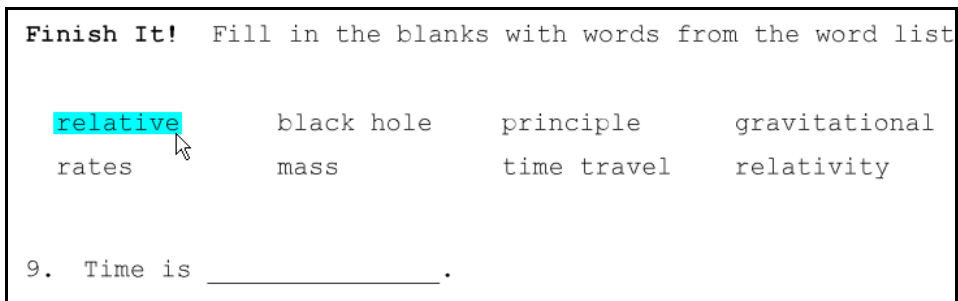 Finish It! Fill in the blanks with words from the word list
relative black hole principle gravitational
rates mass time travel relativity
9. Time is _______________.